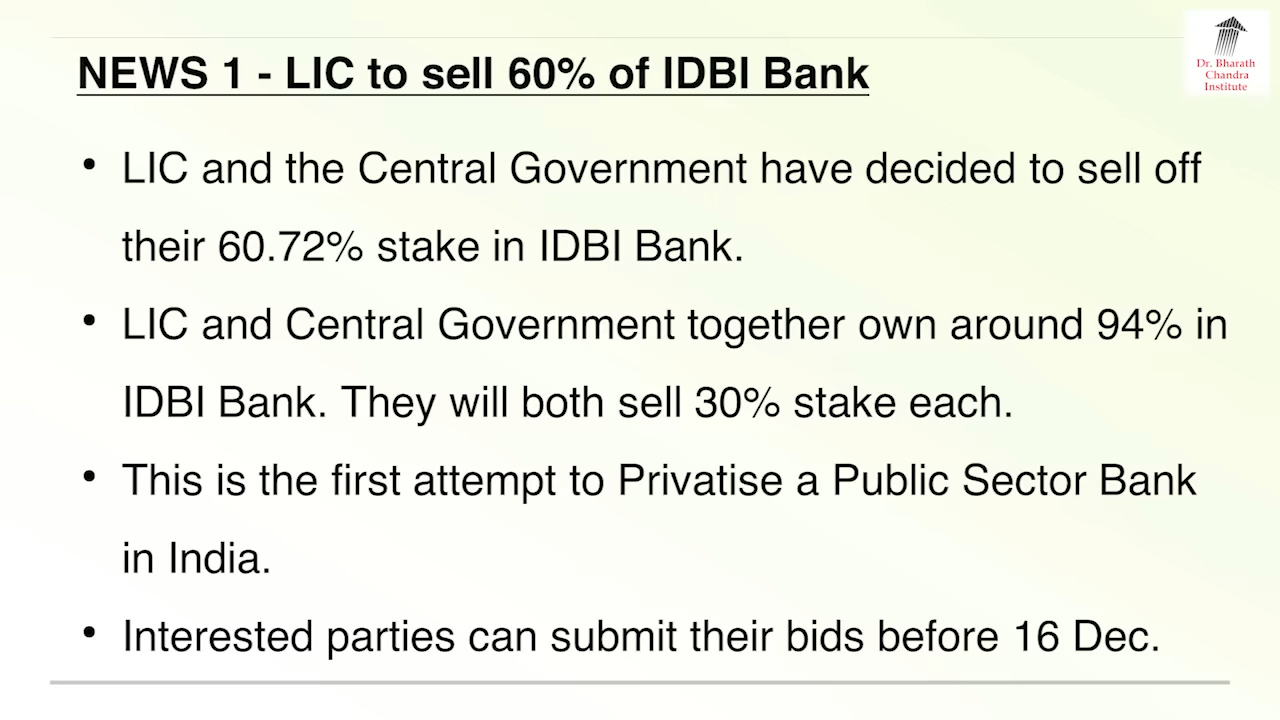 NEWS 1 - LIC to sell 60% of IDBI Bank
Dr. Bharath
Chandra
Institute
• LIC and the Central Government have decided to sell off
their 60.72% stake in IDBI Bank.
• LIC and Central Government together own around 94% in
IDBI Bank. They will both sell 30% stake each.
• This is the first attempt to Privatise a Public Sector Bank
in India.
• Interested parties can submit their bids before 16 Dec.